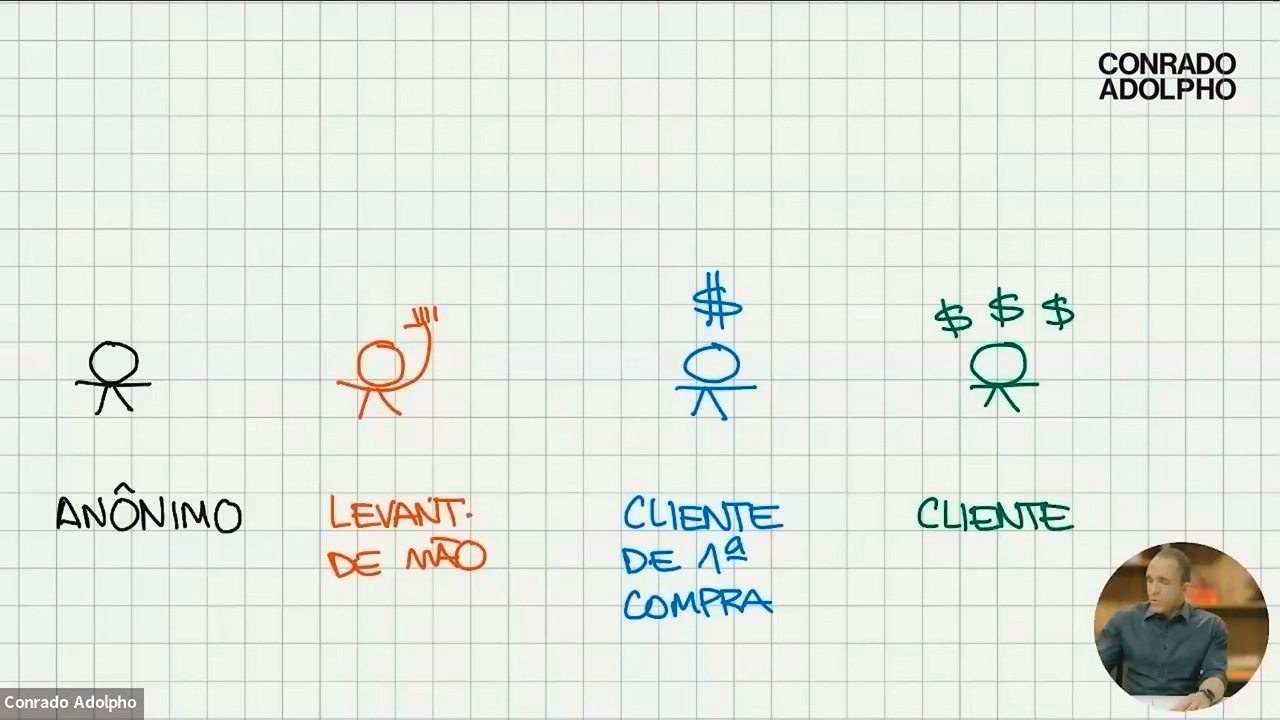 CONRADO
ADOLPHO
$
$ $ $
ANÔNIMO
LEVANT.
DE MÃO
CLIENTE
DE 1ª
COMPRA
CLIENTE
Conrado Adolpho